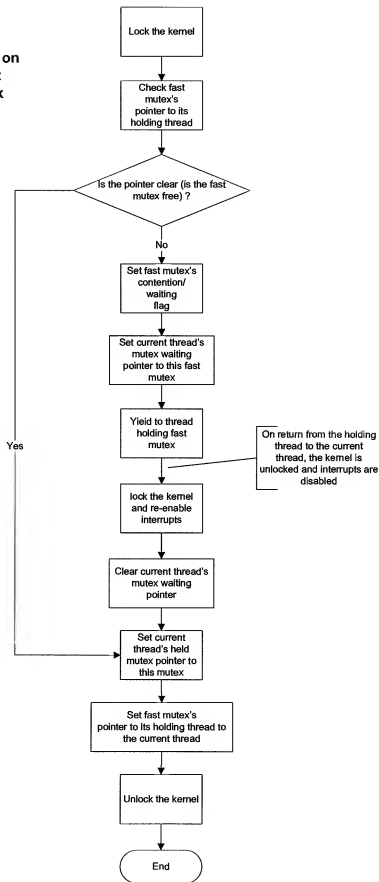 on
Lock the kernel
Check fast
mutex's
pointer to its
holding thread
Is the pointer clear (is the fast
mutex free) ?
No
Set fast mutex's
contention/
waiting
flag
Set current thread's
mutex waiting
pointer to this fast
mutex
Yield to thread
holding fast
mutex
Yes
On return from the holding
thread to the current
thread, the kernel is
unlocked and interrupts are
disabled
lock the kernel
and re-enable
interrupts
Clear current thread's
mutex waiting
pointer
Set current
thread's held
mutex pointer to
this mutex
Set fast mutex's
pointer to its holding thread to
the current thread
Unlock the kernel
End